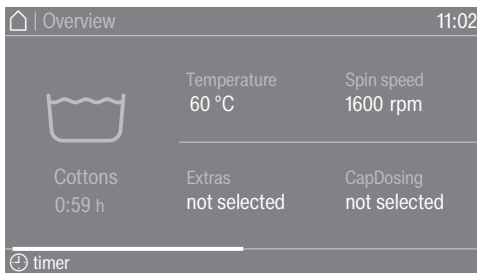 | Overview 11:02
Temperature
60 °C
Spin speed
1600 rpm
Cottons
0:59 h
Extras
not selected
CapDosing
not selected
timer